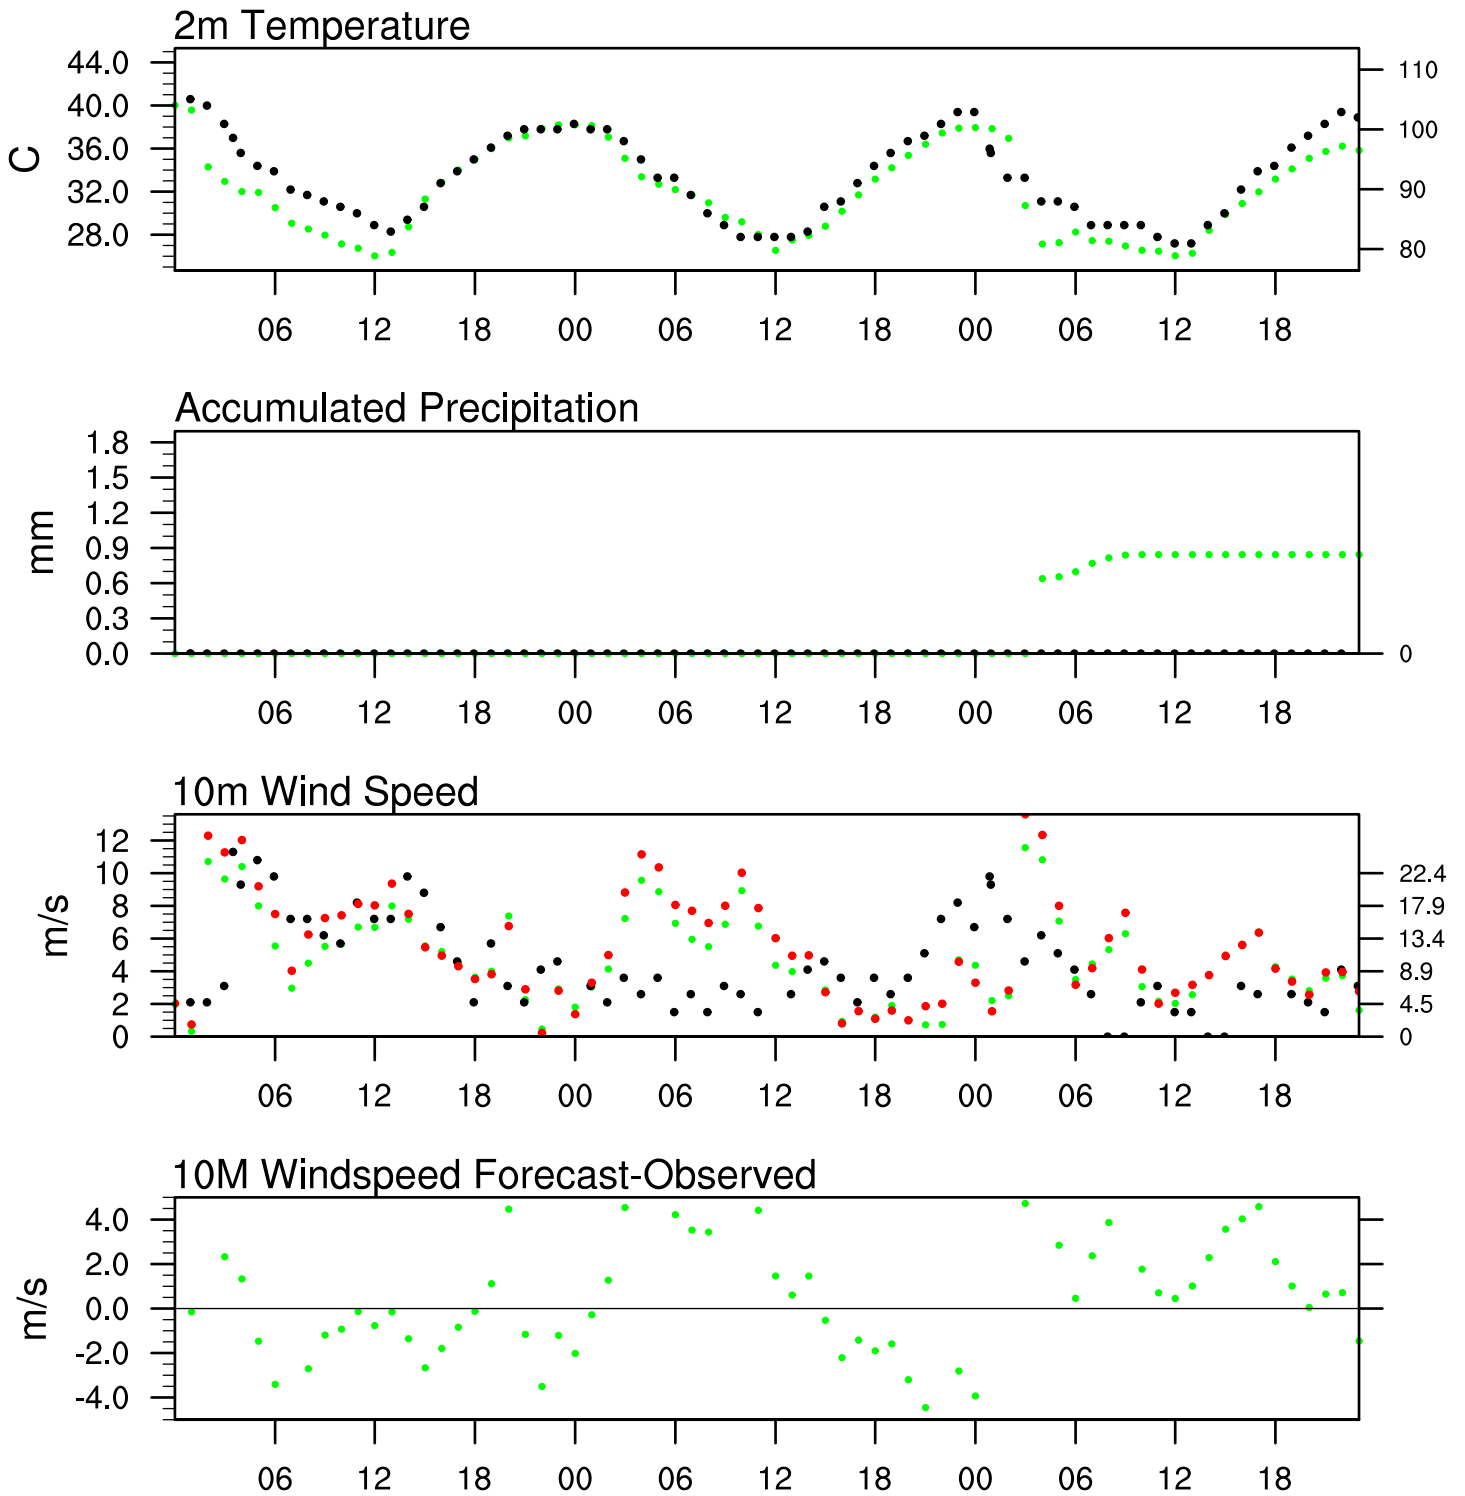 2m Temperature
44.0
40.0
36.0
32.0
28.0
C
110
100
90
80
06 12 18 00 06 12 18 00 06 12 18
Accumulated Precipitation
1.8
1.5
1.2
0.9
0.6
0.3
0.0
mm
0
06 12 18 00 06 12 18 00 06 12 18
10m Wind Speed
12
10
8
6
4
2
0
m/s
22.4
17.9
13.4
8.9
4.5
0
06 12 18 00 06 12 18 00 06 12 18
10M Windspeed Forecast-Observed
4.0
2.0
0.0
-2.0
-4.0
m/s
06 12 18 00 06 12 18 00 06 12 18